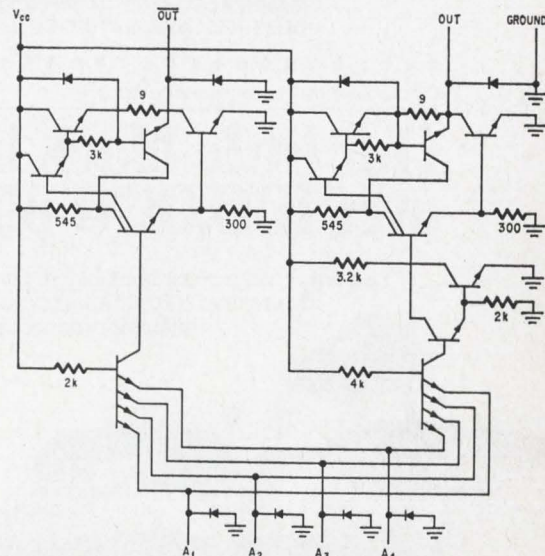 Vcc OUT OUT GROUND
9 9
3k 3k
545 300 545 300
3.2k
2k
2k 4k
A1 A2 A3 A4